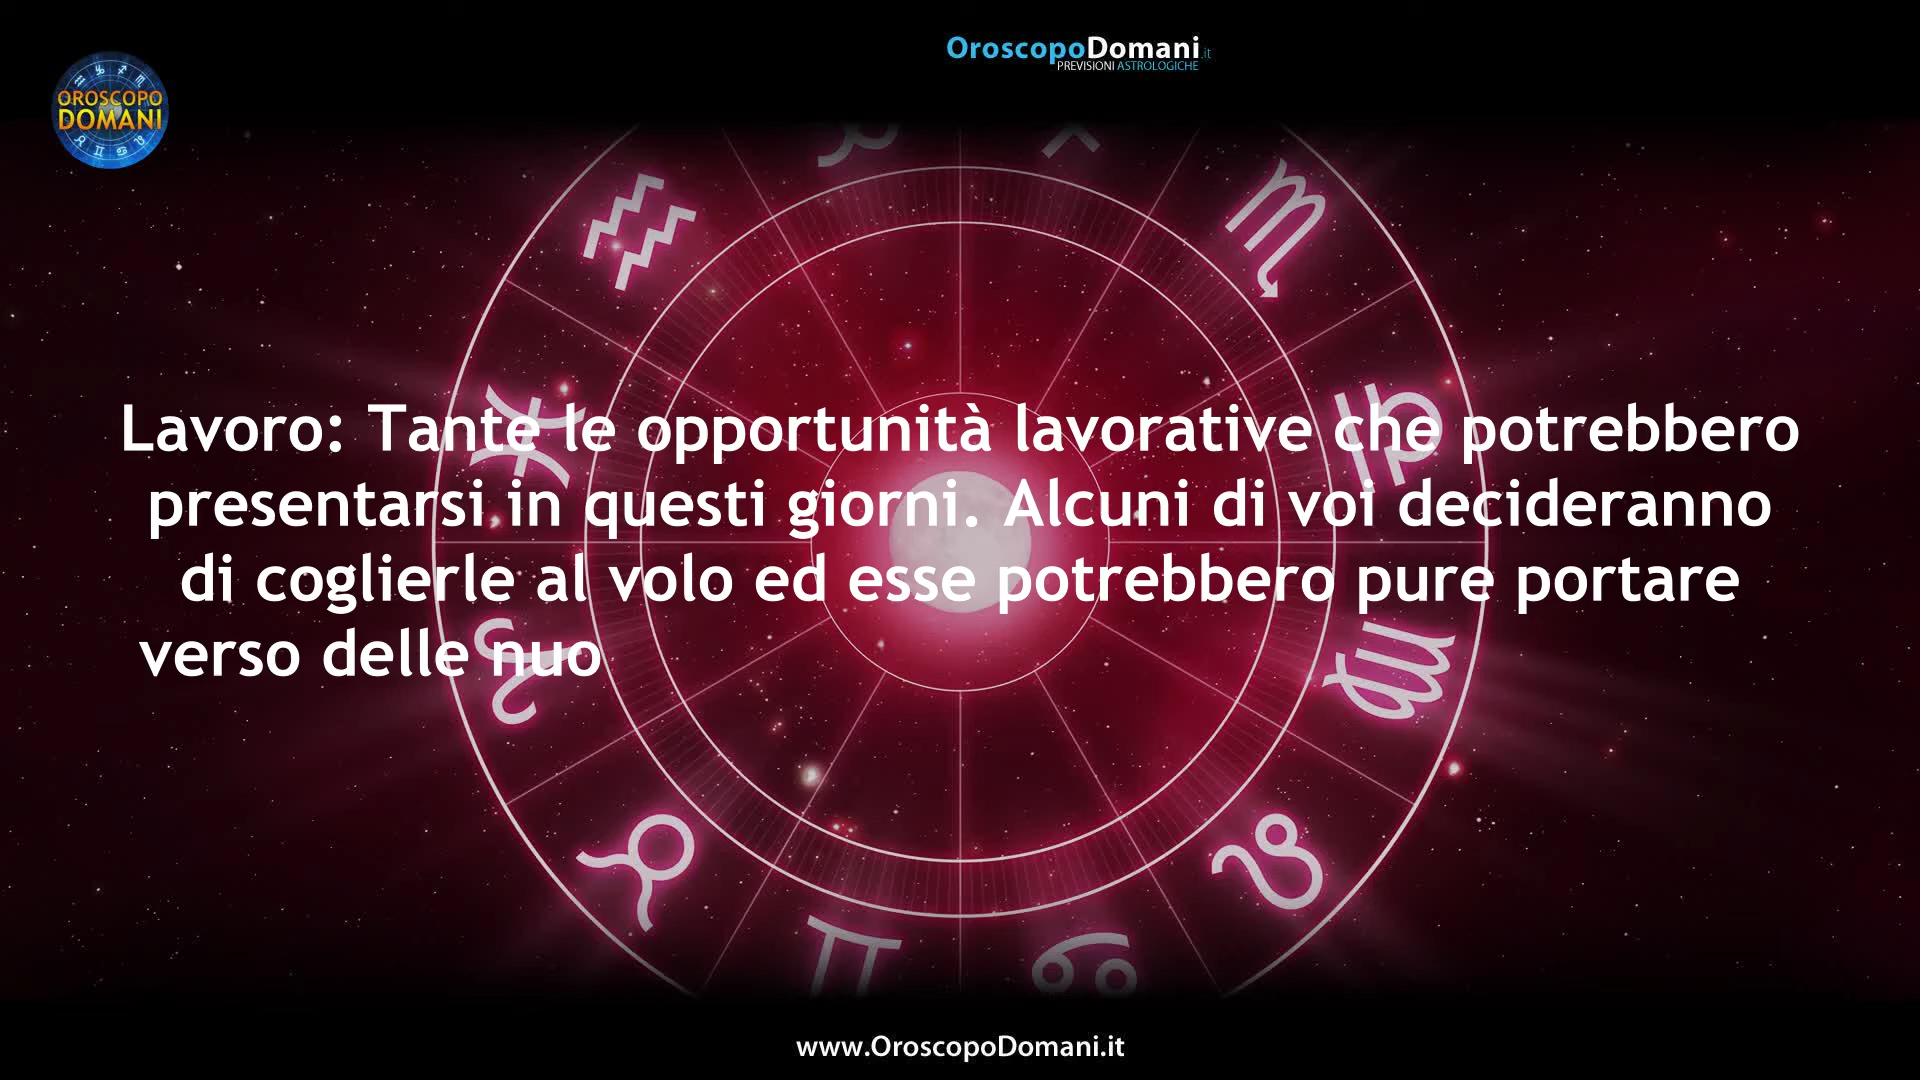 OroscopoDomani.it
PREVISIONI ASTROLOGICHE
OROSCOPO
DOMANI
Lavoro: Tante le opportunità lavorative che potrebbero
presentarsi in questi giorni. Alcuni di voi decideranno
di coglierle al volo ed esse potrebbero pure portare
verso delle nuo
www.OroscopoDomani.it